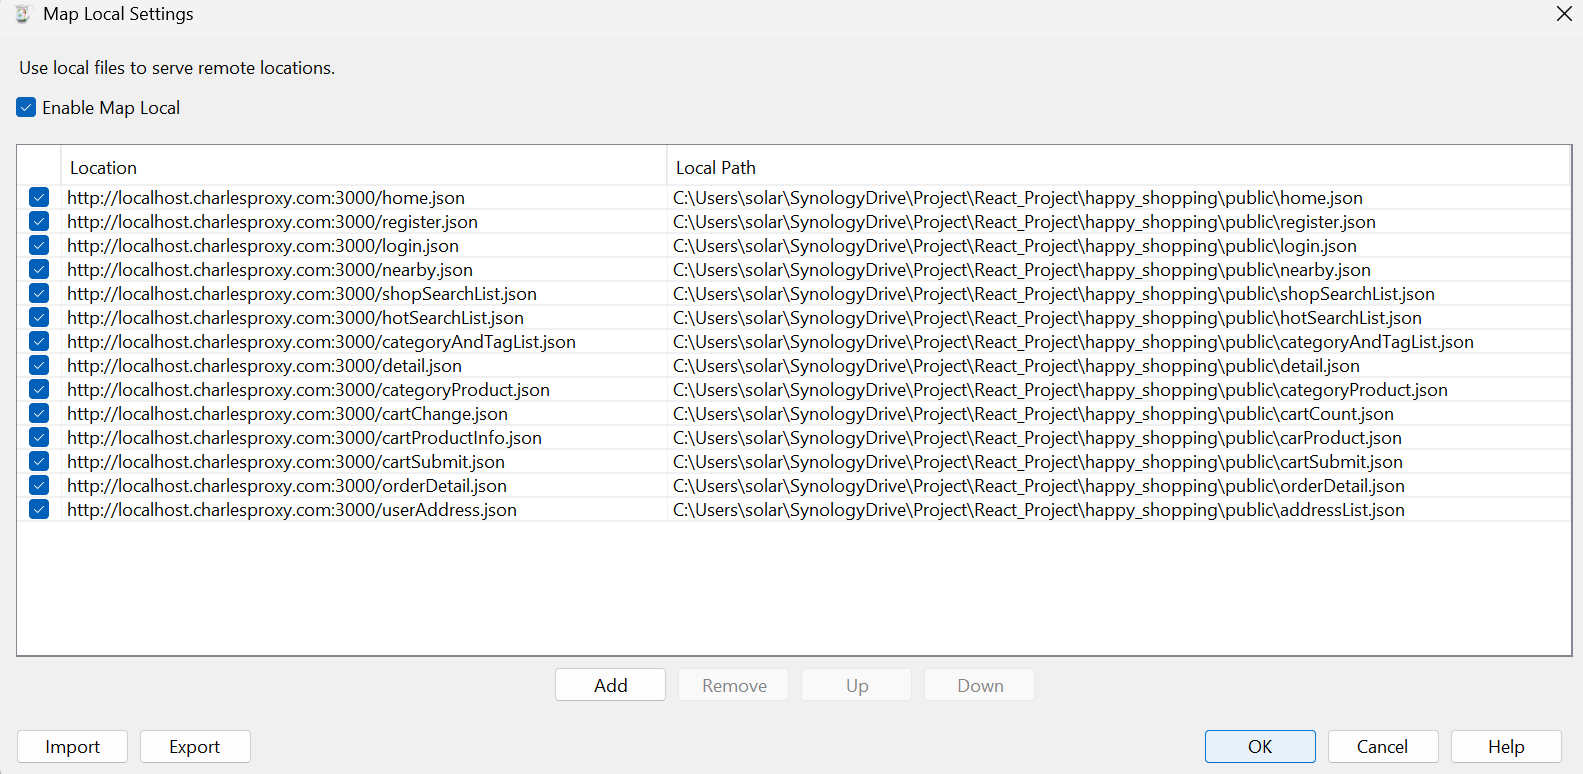 Map Local Settings
Use local files to serve remote locations.
Enable Map Local
Location Local Path
http://localhost.charlesproxy.com:3000/home.json C:\Users\solar\SynologyDrive\Project\React_Project\happy_shopping\public\home.json
http://localhost.charlesproxy.com:3000/register.json C:\Users\solar\SynologyDrive\Project\React_Project\happy_shopping\public\register.json
http://localhost.charlesproxy.com:3000/login.json C:\Users\solar\SynologyDrive\Project\React_Project\happy_shopping\public\login.json
http://localhost.charlesproxy.com:3000/nearby.json C:\Users\solar\SynologyDrive\Project\React_Project\happy_shopping\public\nearby.json
http://localhost.charlesproxy.com:3000/shopSearchList.json C:\Users\solar\SynologyDrive\Project\React_Project\happy_shopping\public\shopSearchList.json
http://localhost.charlesproxy.com:3000/hotSearchList.json C:\Users\solar\SynologyDrive\Project\React_Project\happy_shopping\public\hotSearchList.json
http://localhost.charlesproxy.com:3000/categoryAndTagList.json C:\Users\solar\SynologyDrive\Project\React_Project\happy_shopping\public\categoryAndTagList.json
http://localhost.charlesproxy.com:3000/detail.json C:\Users\solar\SynologyDrive\Project\React_Project\happy_shopping\public\detail.json
http://localhost.charlesproxy.com:3000/categoryProduct.json C:\Users\solar\SynologyDrive\Project\React_Project\happy_shopping\public\categoryProduct.json
http://localhost.charlesproxy.com:3000/cartChange.json C:\Users\solar\SynologyDrive\Project\React_Project\happy_shopping\public\cartCount.json
http://localhost.charlesproxy.com:3000/cartProductInfo.json C:\Users\solar\SynologyDrive\Project\React_Project\happy_shopping\public\carProduct.json
http://localhost.charlesproxy.com:3000/cartSubmit.json C:\Users\solar\SynologyDrive\Project\React_Project\happy_shopping\public\cartSubmit.json
http://localhost.charlesproxy.com:3000/orderDetail.json C:\Users\solar\SynologyDrive\Project\React_Project\happy_shopping\public\orderDetail.json
http://localhost.charlesproxy.com:3000/userAddress.json C:\Users\solar\SynologyDrive\Project\React_Project\happy_shopping\public\addressList.json
Add Remove Up Down
Import Export OK Cancel Help